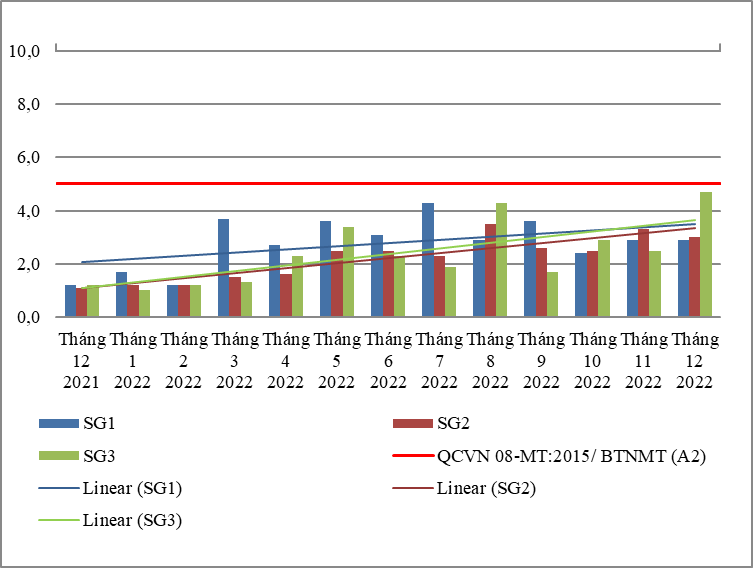 10,0
8,0
6,0
4,0
2,0
0,0
Tháng Tháng Tháng Tháng Tháng Tháng Tháng Tháng Tháng Tháng Tháng Tháng Tháng
12 1 2 3 4 5 6 7 8 9 10 11 12
2021 2022 2022 2022 2022 2022 2022 2022 2022 2022 2022 2022 2022
SG1 SG2
SG3 QCVN 08-MT:2015/ BTNMT (A2)
Linear (SG1) Linear (SG2)
Linear (SG3)